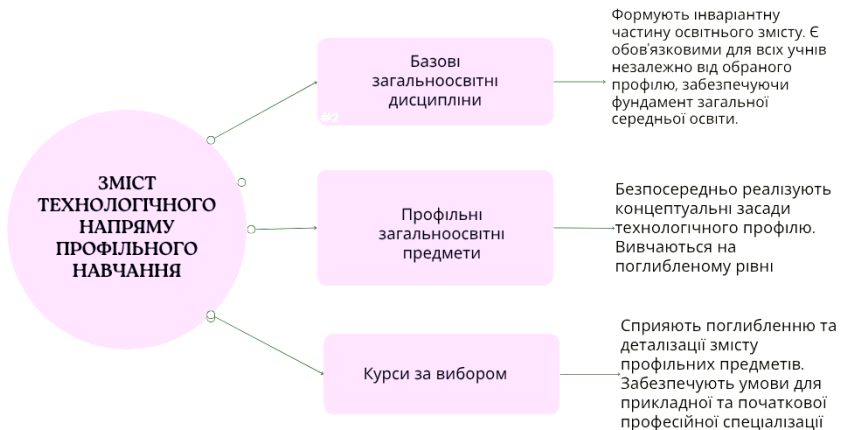 ЗМІСТ
ТЕХНОЛОГІЧНОГО
НАПРЯМУ
ПРОФІЛЬНОГО
НАВЧАННЯ
Базові
загальноосвітні
дисципліни
#2
Формують інваріантну
частину освітнього змісту. Є
обов'язковими для всіх учнів
незалежно від обраного
профілю, забезпечуючи
фундамент загальної
середньої освіти.
Профільні
загальноосвітні
предмети
Безпосередньо реалізують
концептуальні засади
технологічного профілю.
Вивчаються на
поглибленому рівні
Курси за вибором
Сприяють поглибленню та
деталізації змісту
профільних предметів.
Забезпечують умови для
прикладної та початкової
професійної спеціалізації